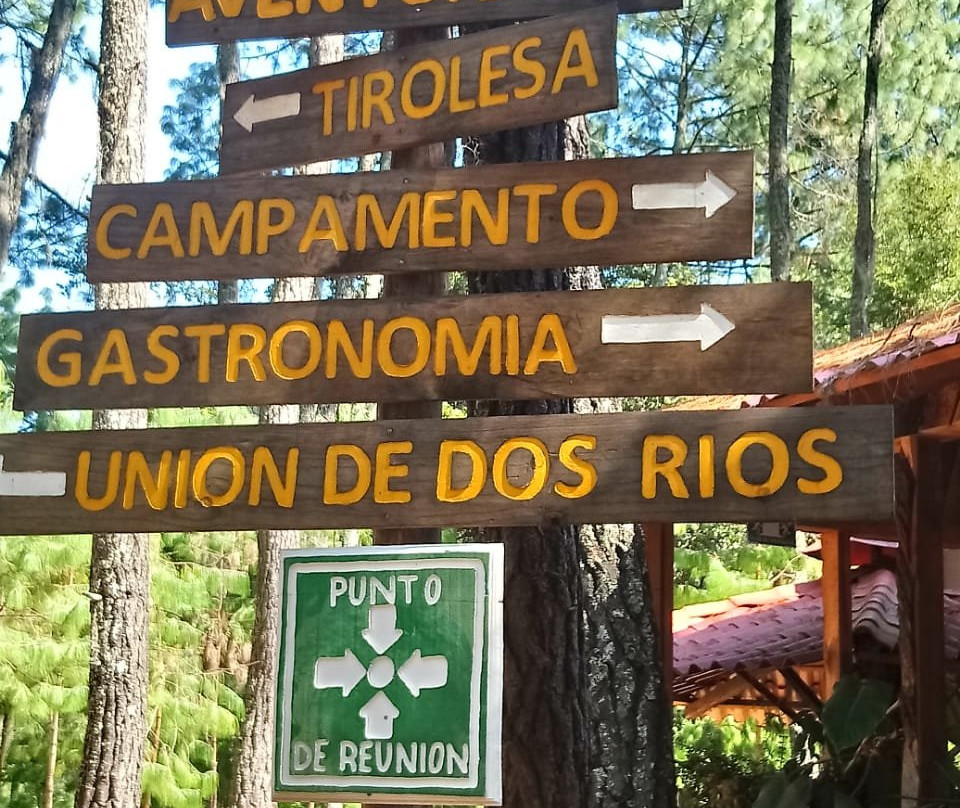 TIROLESA
CAMPAMENTO
GASTRONOMIA
UNION DE DOS RIOS
PUNTO
DE REUNION